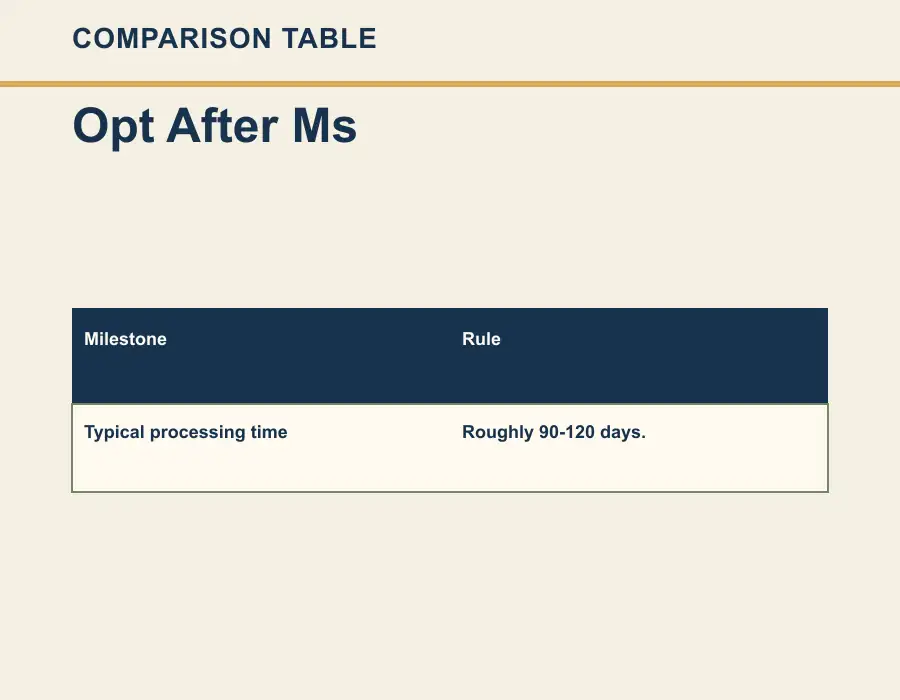 COMPARISON TABLE
Opt After Ms
Milestone Rule
Typical processing time Roughly 90-120 days.